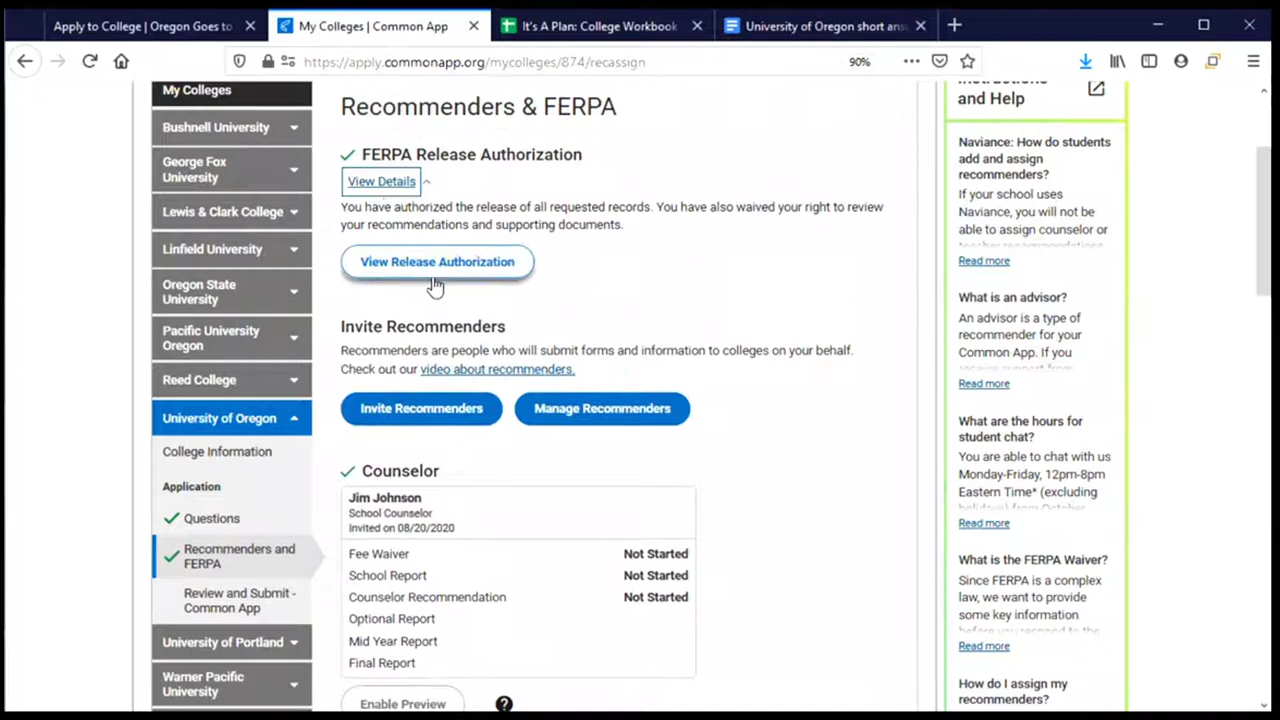 Apply to College | Oregon Goes to
My Colleges | Common App
It's A Plan: College Workbook
University of Oregon short ans
https://apply.commonapp.org/mycolleges/874/recassign
90%
My Colleges
Bushnell University
George Fox
University
Lewis & Clark College
Linfield University
Oregon State
University
Pacific University
Oregon
Reed College
University of Oregon
College Information
Application
Questions
Recommenders and
FERPA
Review and Submit -
Common App
University of Portland
Warner Pacific
University
Recommenders & FERPA
FERPA Release Authorization
View Details
You have authorized the release of all requested records. You have also waived your right to review
your recommendations and supporting documents.
View Release Authorization
Invite Recommenders
Recommenders are people who will submit forms and information to colleges on your behalf.
Check out our video about recommenders.
Invite Recommenders
Manage Recommenders
Counselor
Jim Johnson
School Counselor
Invited on 08/20/2020
Fee Waiver Not Started
School Report Not Started
Counselor Recommendation Not Started
Optional Report
Mid Year Report
Final Report
Enable Preview
?
Instructions
and Help
Naviance: How do students
add and assign
recommenders?
If your school uses
Naviance, you will not be
able to assign counselor or
teacher recommendations
Read more
What is an advisor?
An advisor is a type of
recommender for your
Common App. If you
Read more
What are the hours for
student chat?
You are able to chat with us
Monday-Friday, 12pm-8pm
Eastern Time* (excluding
holidays) from October
Read more
What is the FERPA Waiver?
Since FERPA is a complex
law, we want to provide
some key information
before you respond to the
Read more
How do I assign my
recommenders?